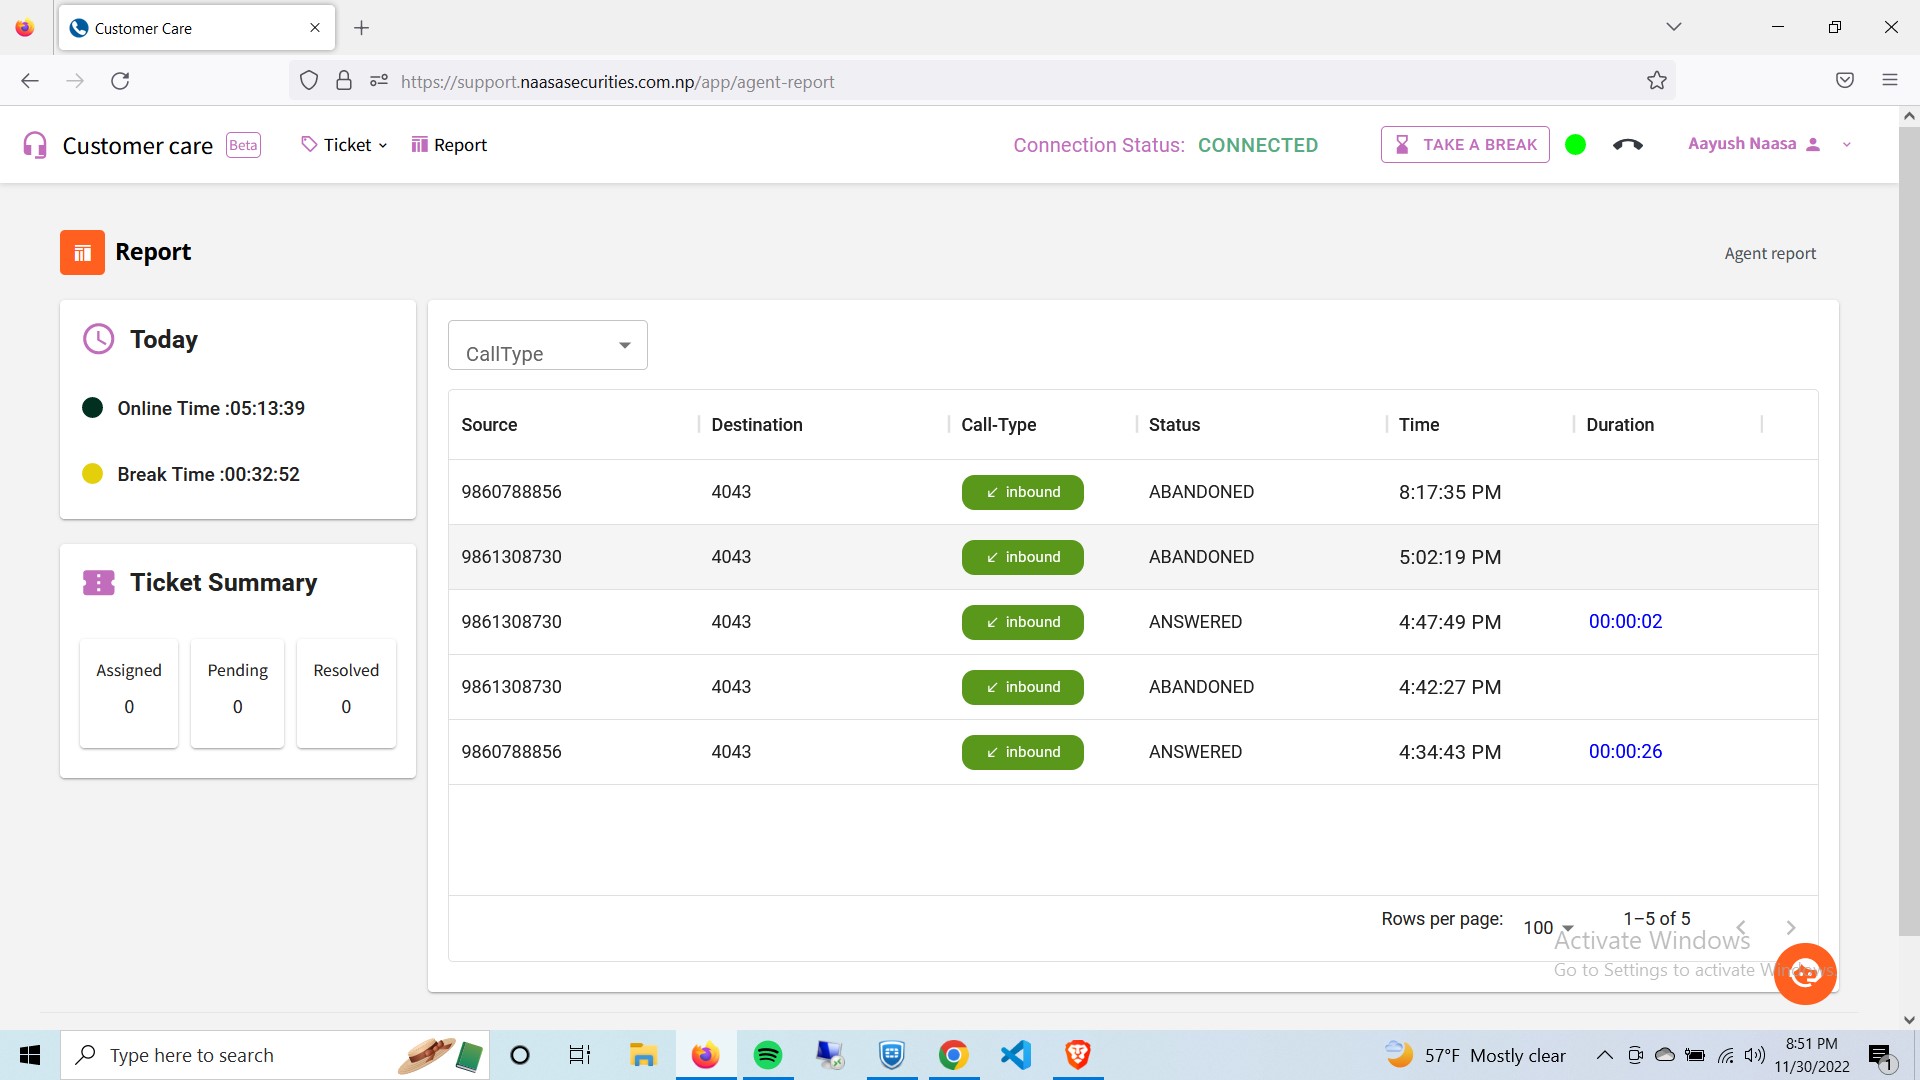 Customer Care
https://support.naasasecurities.com.np/app/agent-report
Customer care Beta Ticket Report Connection Status: CONNECTED TAKE A BREAK Aayush Naasa
Report Agent report
Today
Online Time :05:13:39
Break Time :00:32:52
Ticket Summary
Assigned Pending Resolved
0 0 0
CallType
Source Destination Call-Type Status Time Duration
9860788856 4043 inbound ABANDONED 8:17:35 PM
9861308730 4043 inbound ABANDONED 5:02:19 PM
9861308730 4043 inbound ANSWERED 4:47:49 PM 00:00:02
9861308730 4043 inbound ABANDONED 4:42:27 PM
9860788856 4043 inbound ANSWERED 4:34:43 PM 00:00:26
Rows per page: 100 1–5 of 5
Activate Windows
Go to Settings to activate Windows.
Type here to search 57°F Mostly clear 8:51 PM
11/30/2022 1